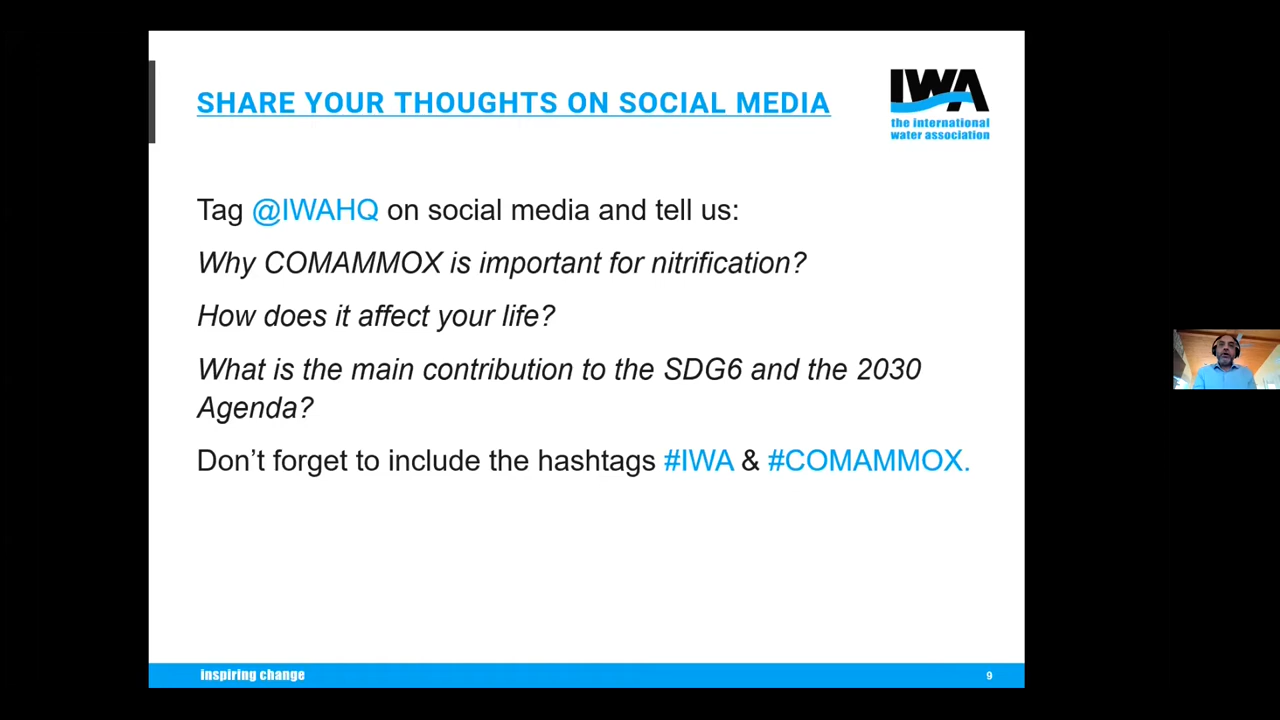 SHARE YOUR THOUGHTS ON SOCIAL MEDIA
IWA
the international
water association
Tag @IWAHQ on social media and tell us:
Why COMAMMOX is important for nitrification?
How does it affect your life?
What is the main contribution to the SDG6 and the 2030
Agenda?
Don’t forget to include the hashtags #IWA & #COMAMMOX.
inspiring change
9